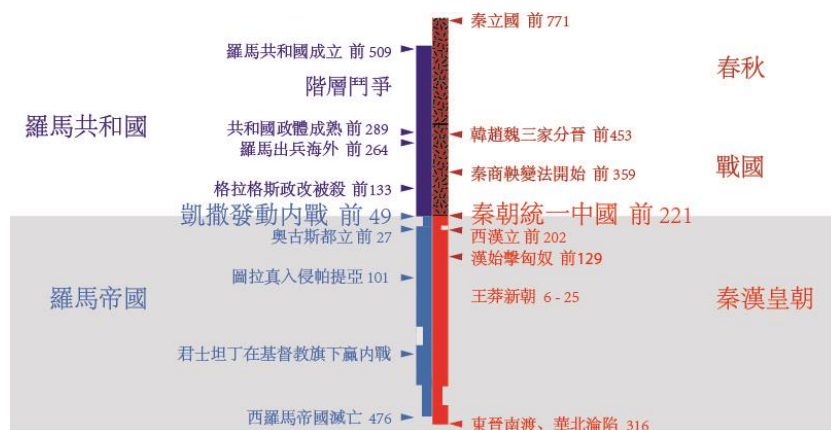 秦立國 前 771
羅馬共和國成立 前 509
春秋
階層鬥爭
羅馬共和國
共和國政體成熟 前 289
韓趙魏三家分晉 前453
羅馬出兵海外 前 264
戰國
秦商鞅變法開始 前 359
格拉格斯政改被殺 前133
凱撒發動內戰 前 49
秦朝統一中國 前 221
奧古斯都立 前 27
西漢立 前 202
漢始擊匈奴 前129
圖拉真入侵帕提亞 101
羅馬帝國
王莽新朝 6 - 25
秦漢皇朝
君士坦丁在基督教旗下贏內戰
西羅馬帝國滅亡 476
東晉南渡、華北淪陷 316